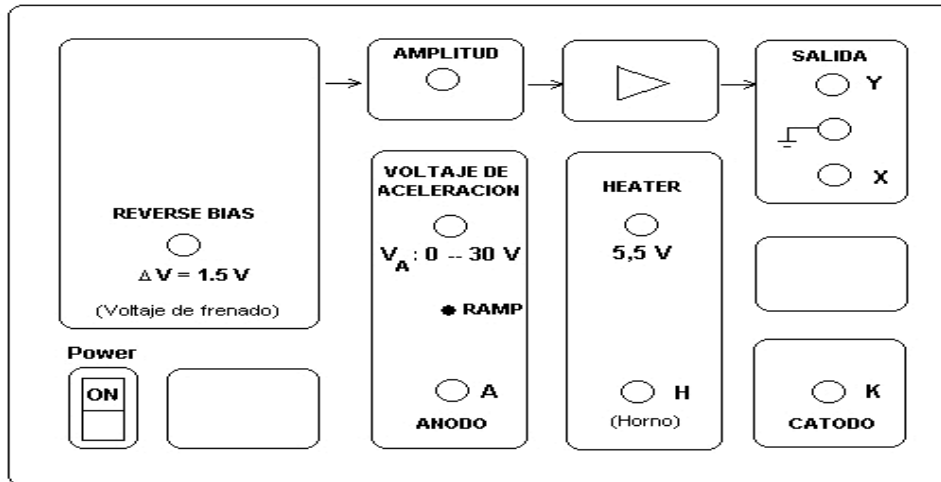 REVERSE BIAS
Δ V = 1.5 V
(Voltaje de frenado)
Power
ON
AMPLITUD
VOLTAJE DE
ACELERACION
V_A : 0 -- 30 V
RAMP
A
ANODO
HEATER
5,5 V
H
(Horno)
SALIDA
Y
X
K
CATODO